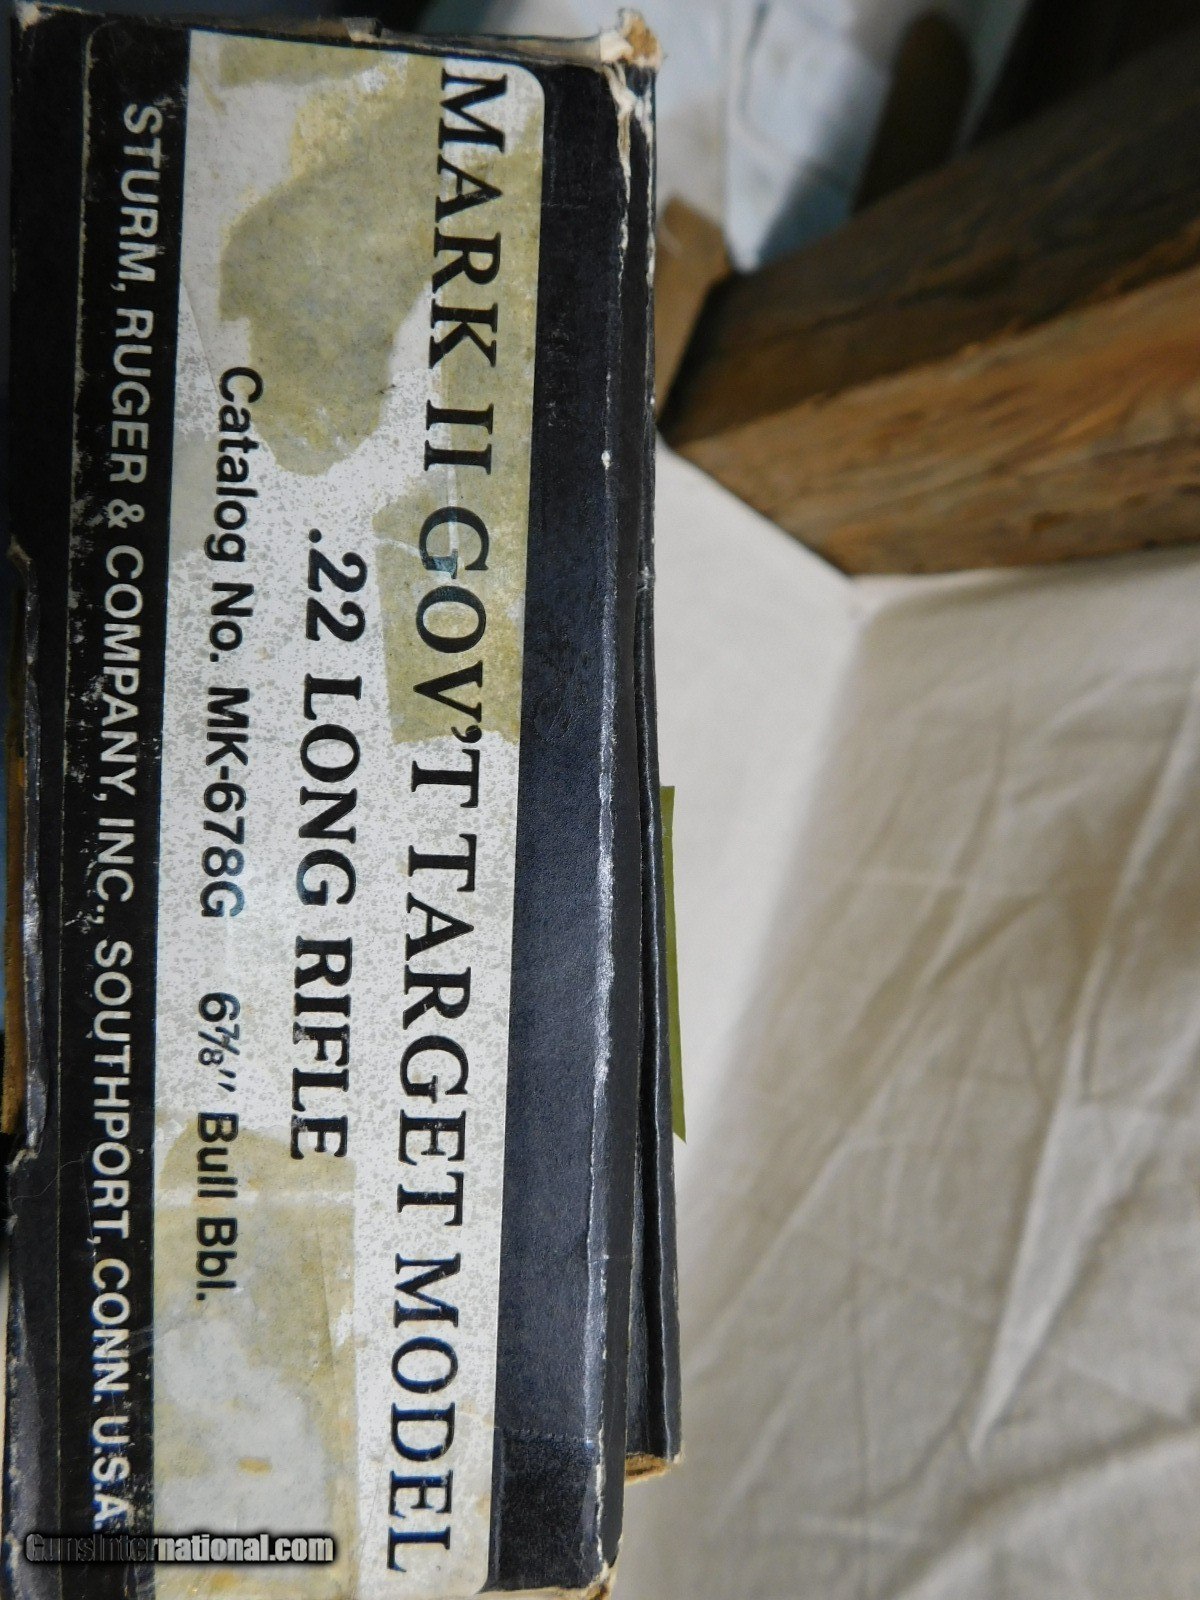 MARK II GOV'T TARGET MODEL
.22 LONG RIFLE
Catalog No. MK-678G 6⅞" Bull Bbl.
STURM, RUGER & COMPANY, INC., SOUTHPORT, CONN. U.S.A.
GunsInternational.com